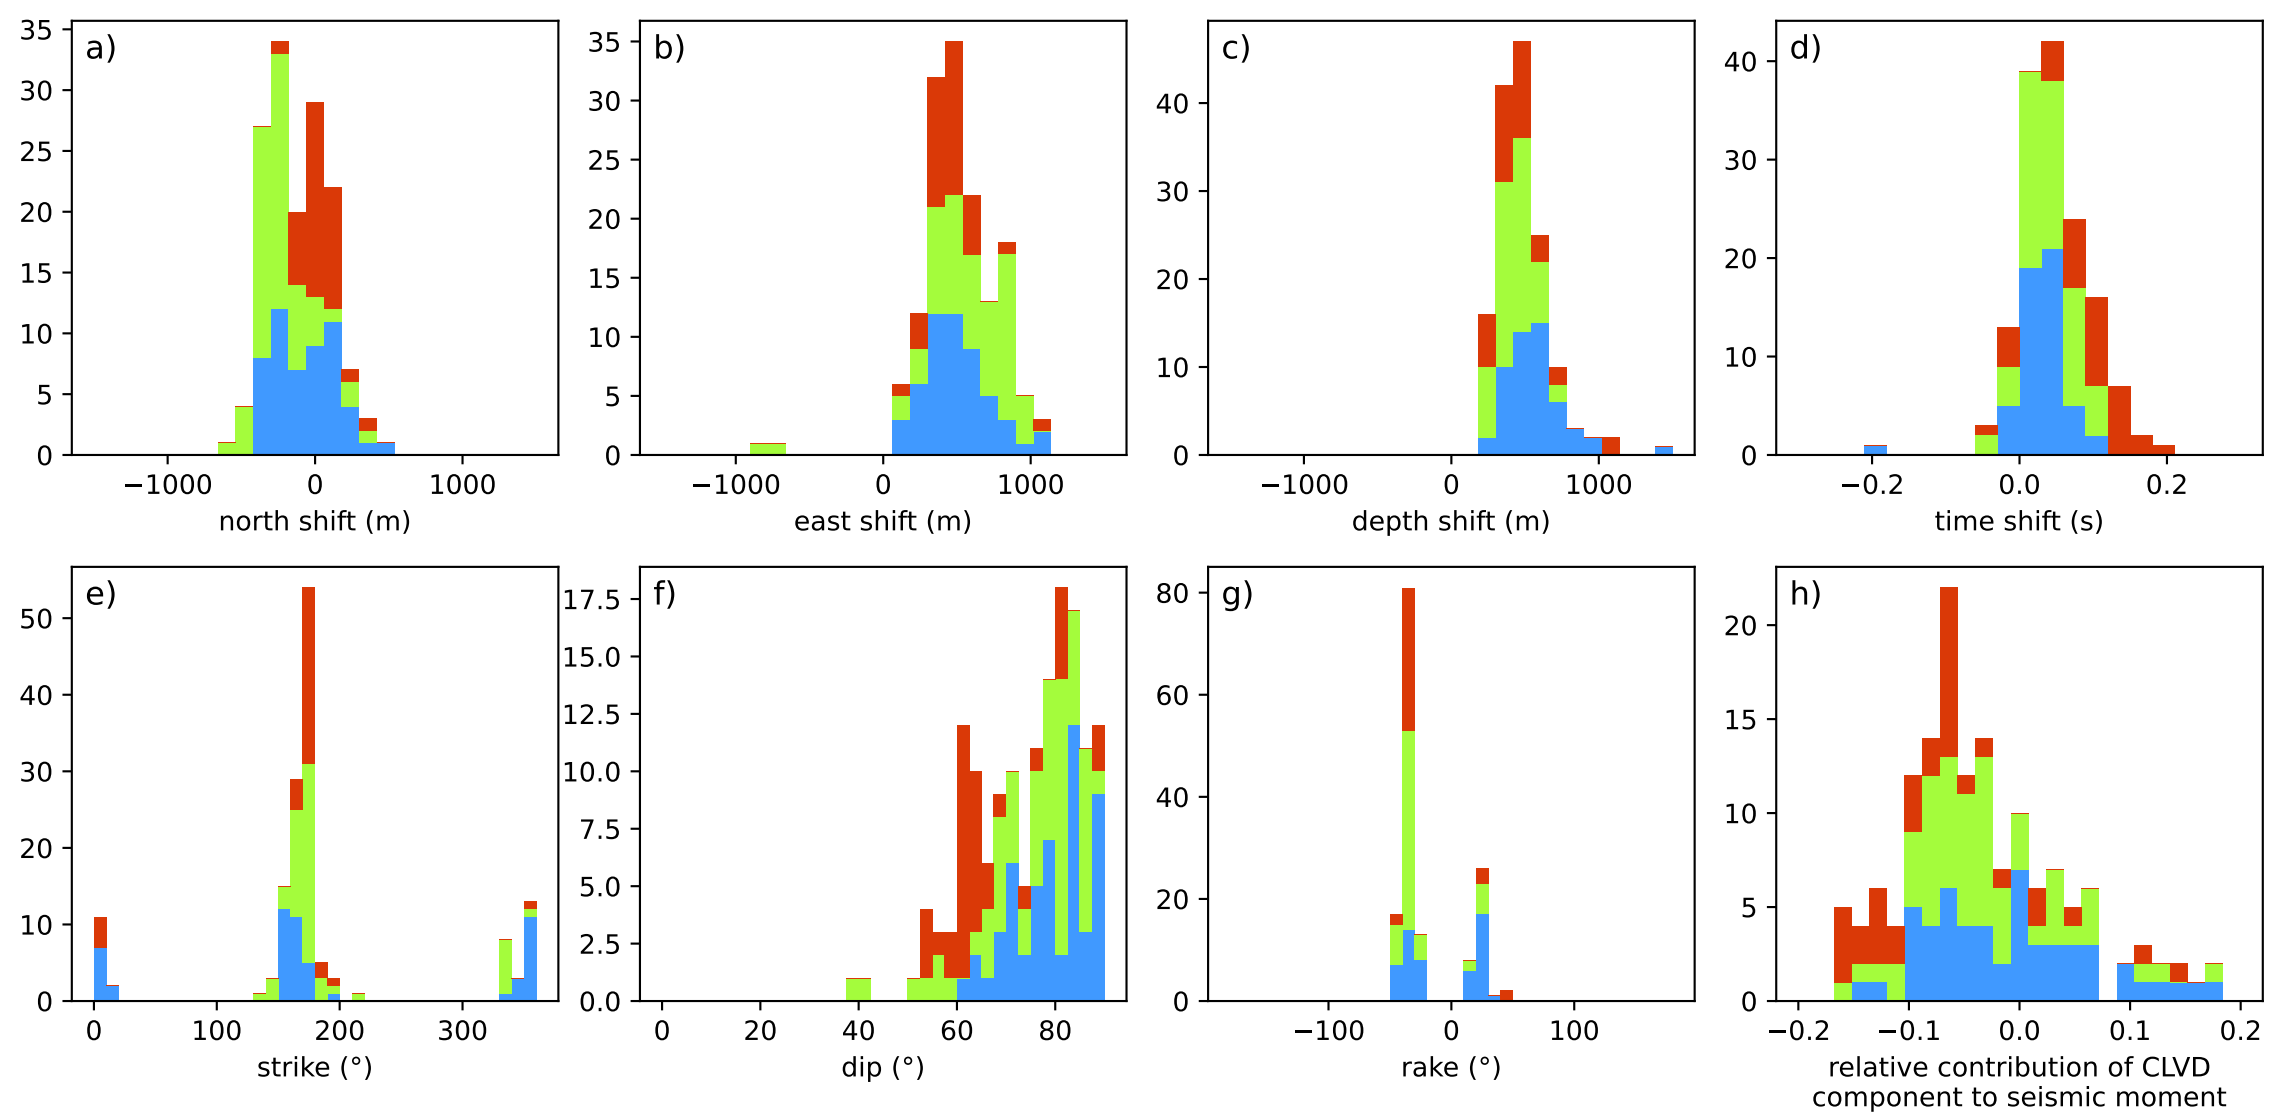 a)
35
30
25
20
15
10
5
0
−1000 0 1000
north shift (m)
b)
35
30
25
20
15
10
5
0
−1000 0 1000
east shift (m)
c)
40
30
20
10
0
−1000 0 1000
depth shift (m)
d)
40
30
20
10
0
−0.2 0.0 0.2
time shift (s)
e)
50
40
30
20
10
0
0 100 200 300
strike (°)
f)
17.5
15.0
12.5
10.0
7.5
5.0
2.5
0.0
0 20 40 60 80
dip (°)
g)
80
60
40
20
0
−100 0 100
rake (°)
h)
20
15
10
5
0
−0.2 −0.1 0.0 0.1 0.2
relative contribution of CLVD
component to seismic moment